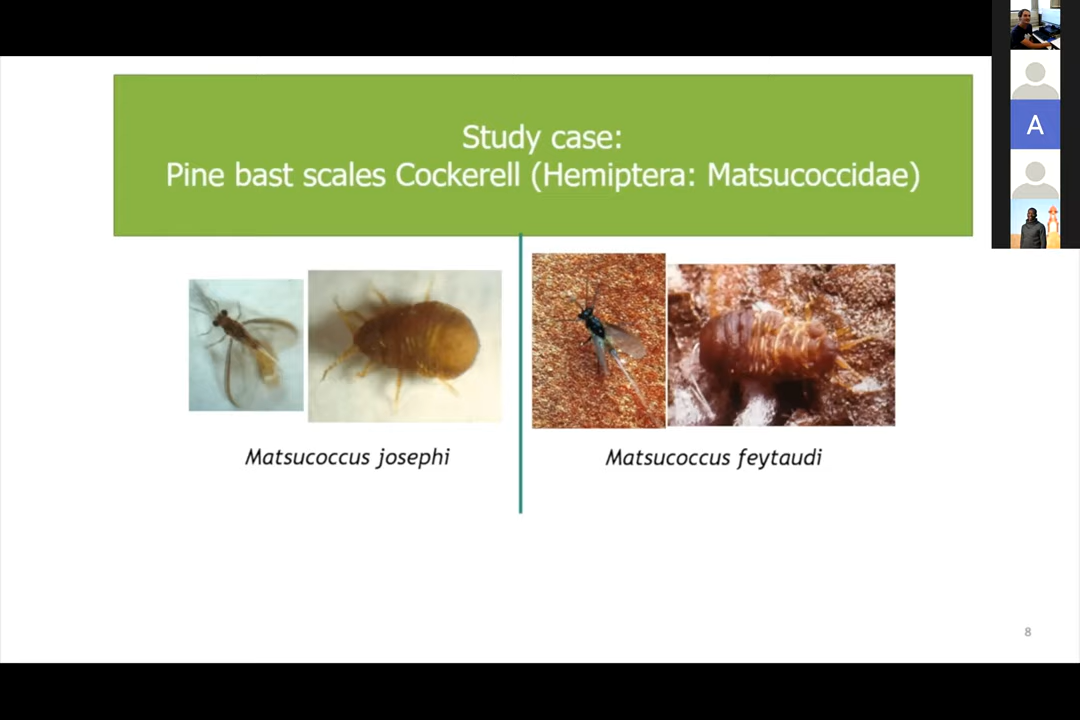 Study case:
Pine bast scales Cockerell (Hemiptera: Matsucoccidae)
A
Matsucoccus josephi
Matsucoccus feytaudi
8